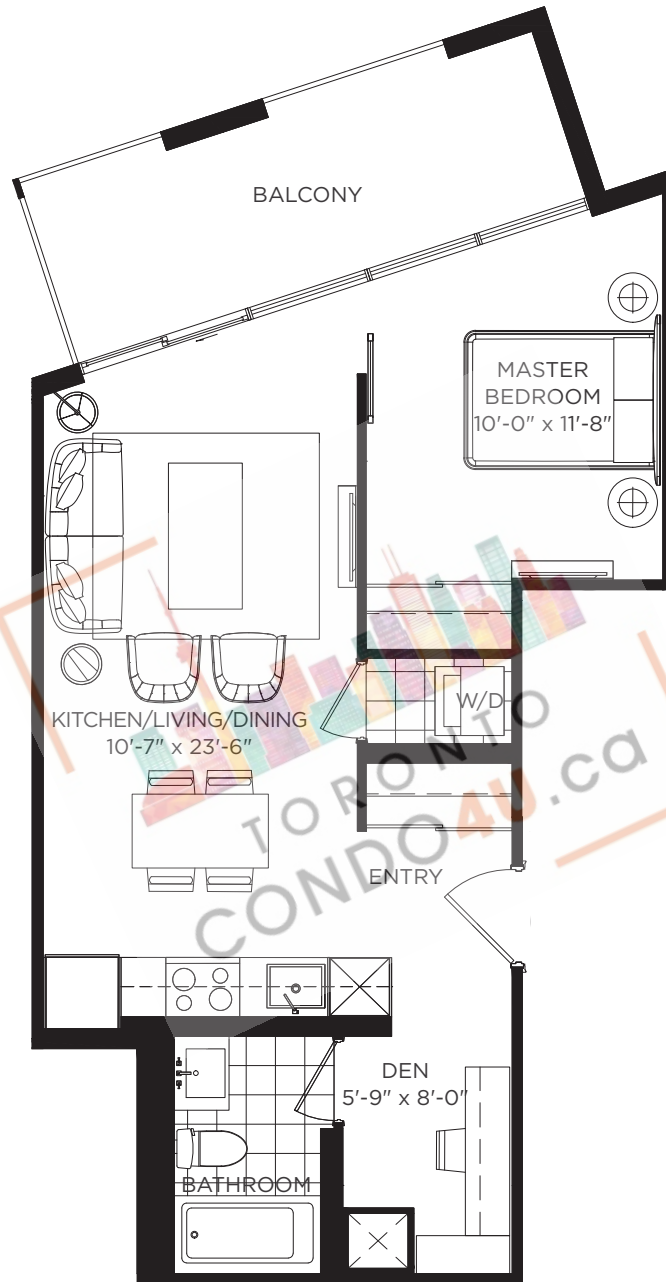 BALCONY
MASTER
BEDROOM
10'-0" x 11'-8"
KITCHEN/LIVING/DINING
10'-7" x 23'-6"
W/D
TORONTO
CONDO4U.ca
ENTRY
DEN
5'-9" x 8'-0"
BATHROOM